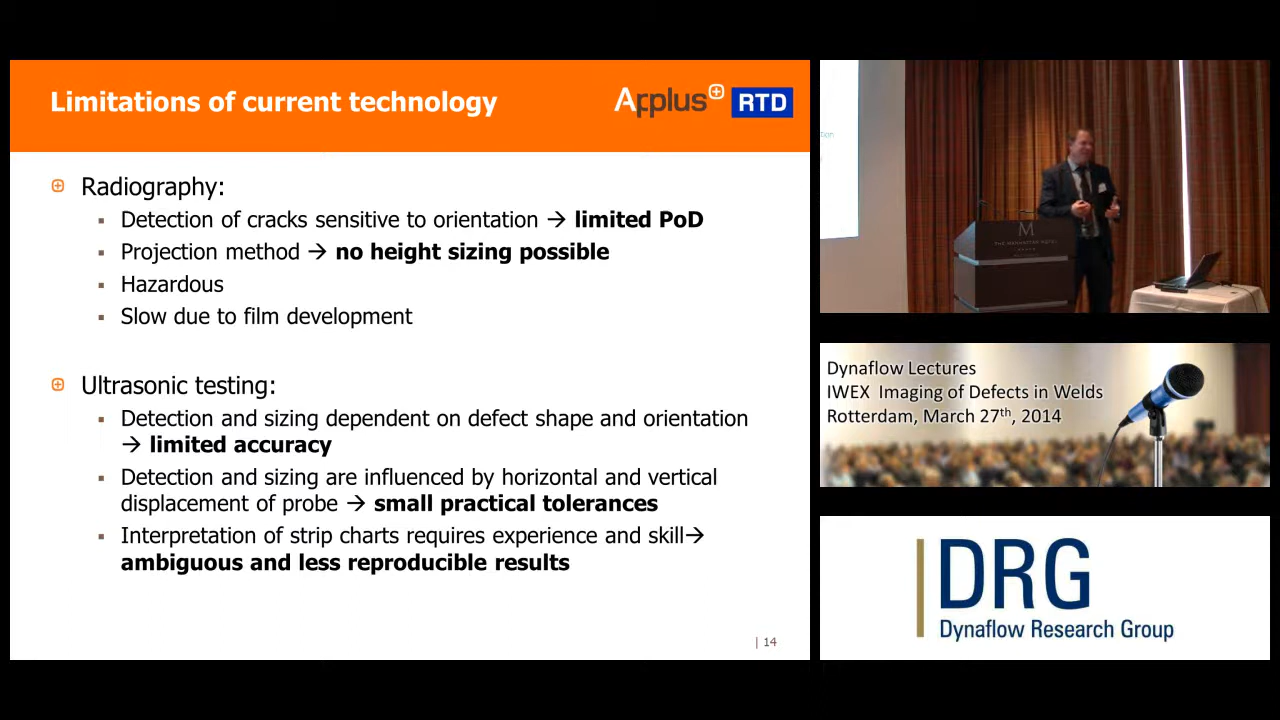 Limitations of current technology
Applus+ RTD
Radiography:
Detection of cracks sensitive to orientation → limited PoD
Projection method → no height sizing possible
Hazardous
Slow due to film development
Ultrasonic testing:
Detection and sizing dependent on defect shape and orientation
→ limited accuracy
Detection and sizing are influenced by horizontal and vertical
displacement of probe → small practical tolerances
Interpretation of strip charts requires experience and skill→
ambiguous and less reproducible results
| 14
M
THE MANHATTAN HOTEL
Dynaflow Lectures
IWEX Imaging of Defects in Welds
Rotterdam, March 27th, 2014
DRG
Dynaflow Research Group